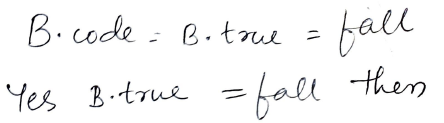 B.code = B.true = fall
Yes B.true = fall then